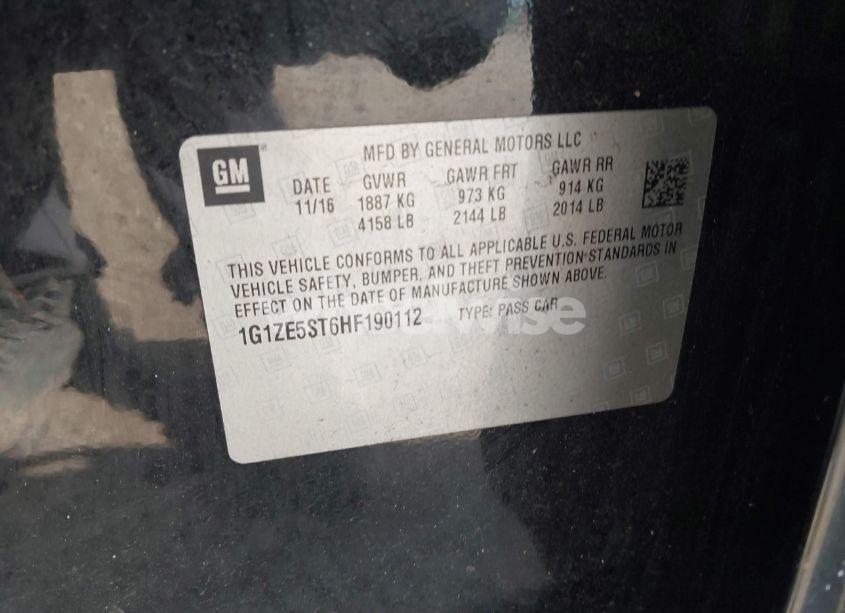 GM
MFD BY GENERAL MOTORS LLC
DATE GVWR GAWR FRT GAWR RR
11/16 1887 KG 973 KG 914 KG
4158 LB 2144 LB 2014 LB
THIS VEHICLE CONFORMS TO ALL APPLICABLE U.S. FEDERAL MOTOR
VEHICLE SAFETY, BUMPER, AND THEFT PREVENTION STANDARDS IN
EFFECT ON THE DATE OF MANUFACTURE SHOWN ABOVE.
1G1ZE5ST6HF190112 TYPE: PASS CAR